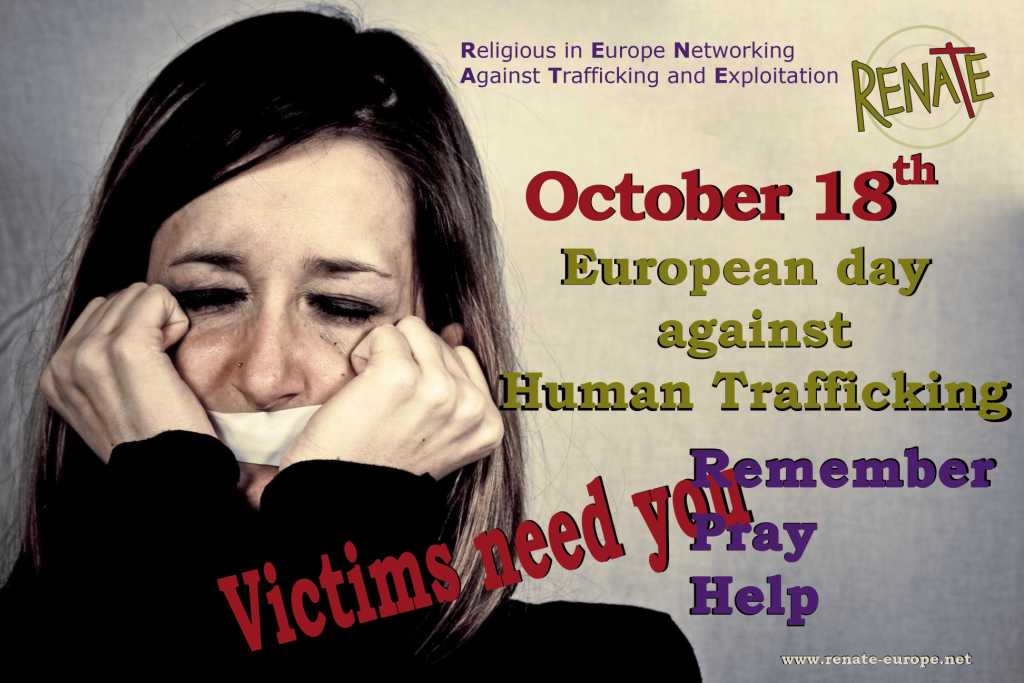 Religious in Europe Networking
Against Trafficking and Exploitation
RENATE
October 18th
European day
against
Human Trafficking
Victims need you
Remember
Pray
Help
www.renate-europe.net